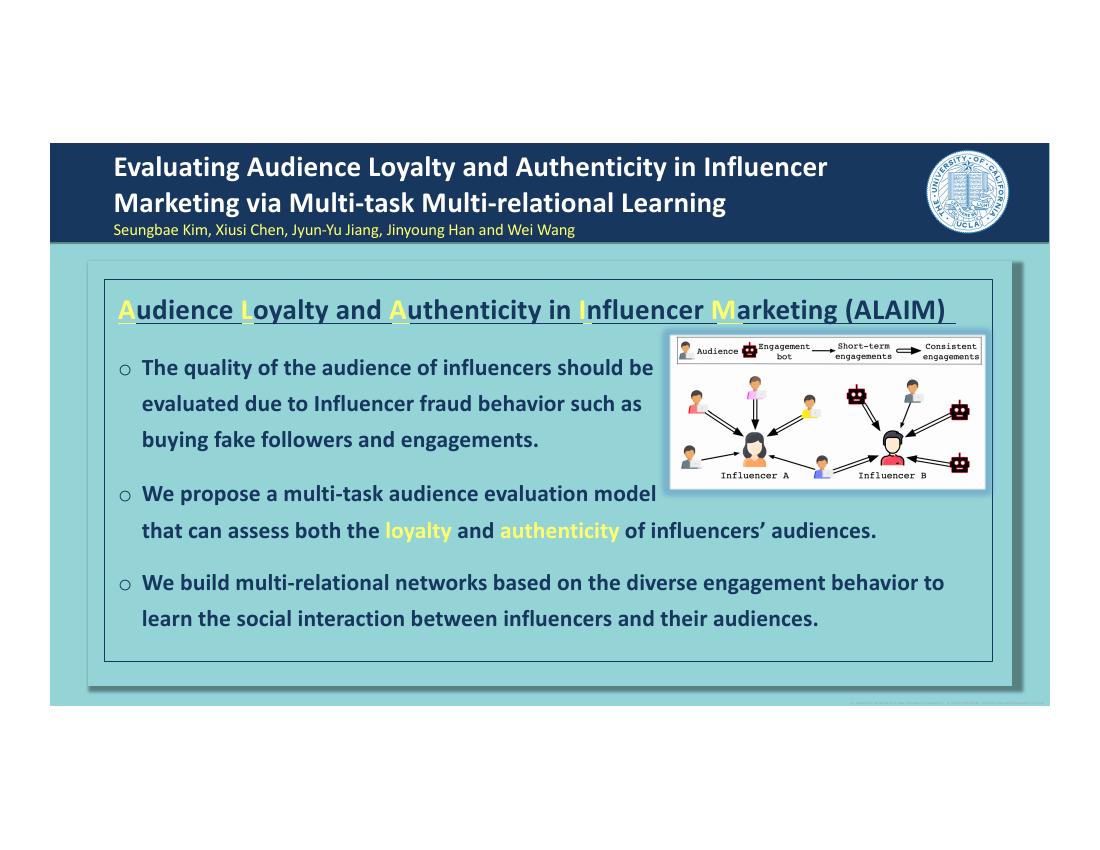 Evaluating Audience Loyalty and Authenticity in Influencer
Marketing via Multi-task Multi-relational Learning
Seungbae Kim, Xiusi Chen, Jyun-Yu Jiang, Jinyoung Han and Wei Wang
THE · UNIVERSITY · OF · CALIFORNIA
UCLA
Audience Loyalty and Authenticity in Influencer Marketing (ALAIM)
○ The quality of the audience of influencers should be
evaluated due to Influencer fraud behavior such as
buying fake followers and engagements.
Audience Engagement bot Short-term engagements Consistent engagements
Influencer A Influencer B
○ We propose a multi-task audience evaluation model
that can assess both the loyalty and authenticity of influencers’ audiences.
○ We build multi-relational networks based on the diverse engagement behavior to
learn the social interaction between influencers and their audiences.